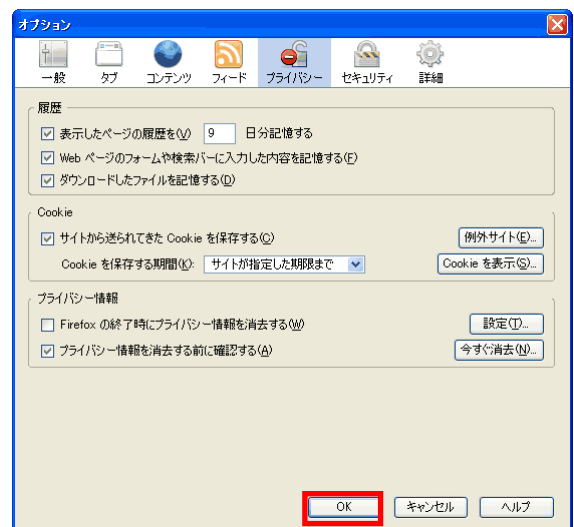 オプション
一般 タブ コンテンツ フィード プライバシー セキュリティ 詳細
履歴
表示したページの履歴を(V) 9 日分記憶する
Web ページのフォームや検索バーに入力した内容を記憶する(F)
ダウンロードしたファイルを記憶する(D)
Cookie
サイトから送られてきた Cookie を保存する(C) 例外サイト(E)...
Cookie を保存する期間(K): サイトが指定した期限まで Cookie を表示(S)...
プライバシー情報
Firefox の終了時にプライバシー情報を消去する(W) 設定(T)...
プライバシー情報を消去する前に確認する(A) 今すぐ消去(N)...
OK キャンセル ヘルプ